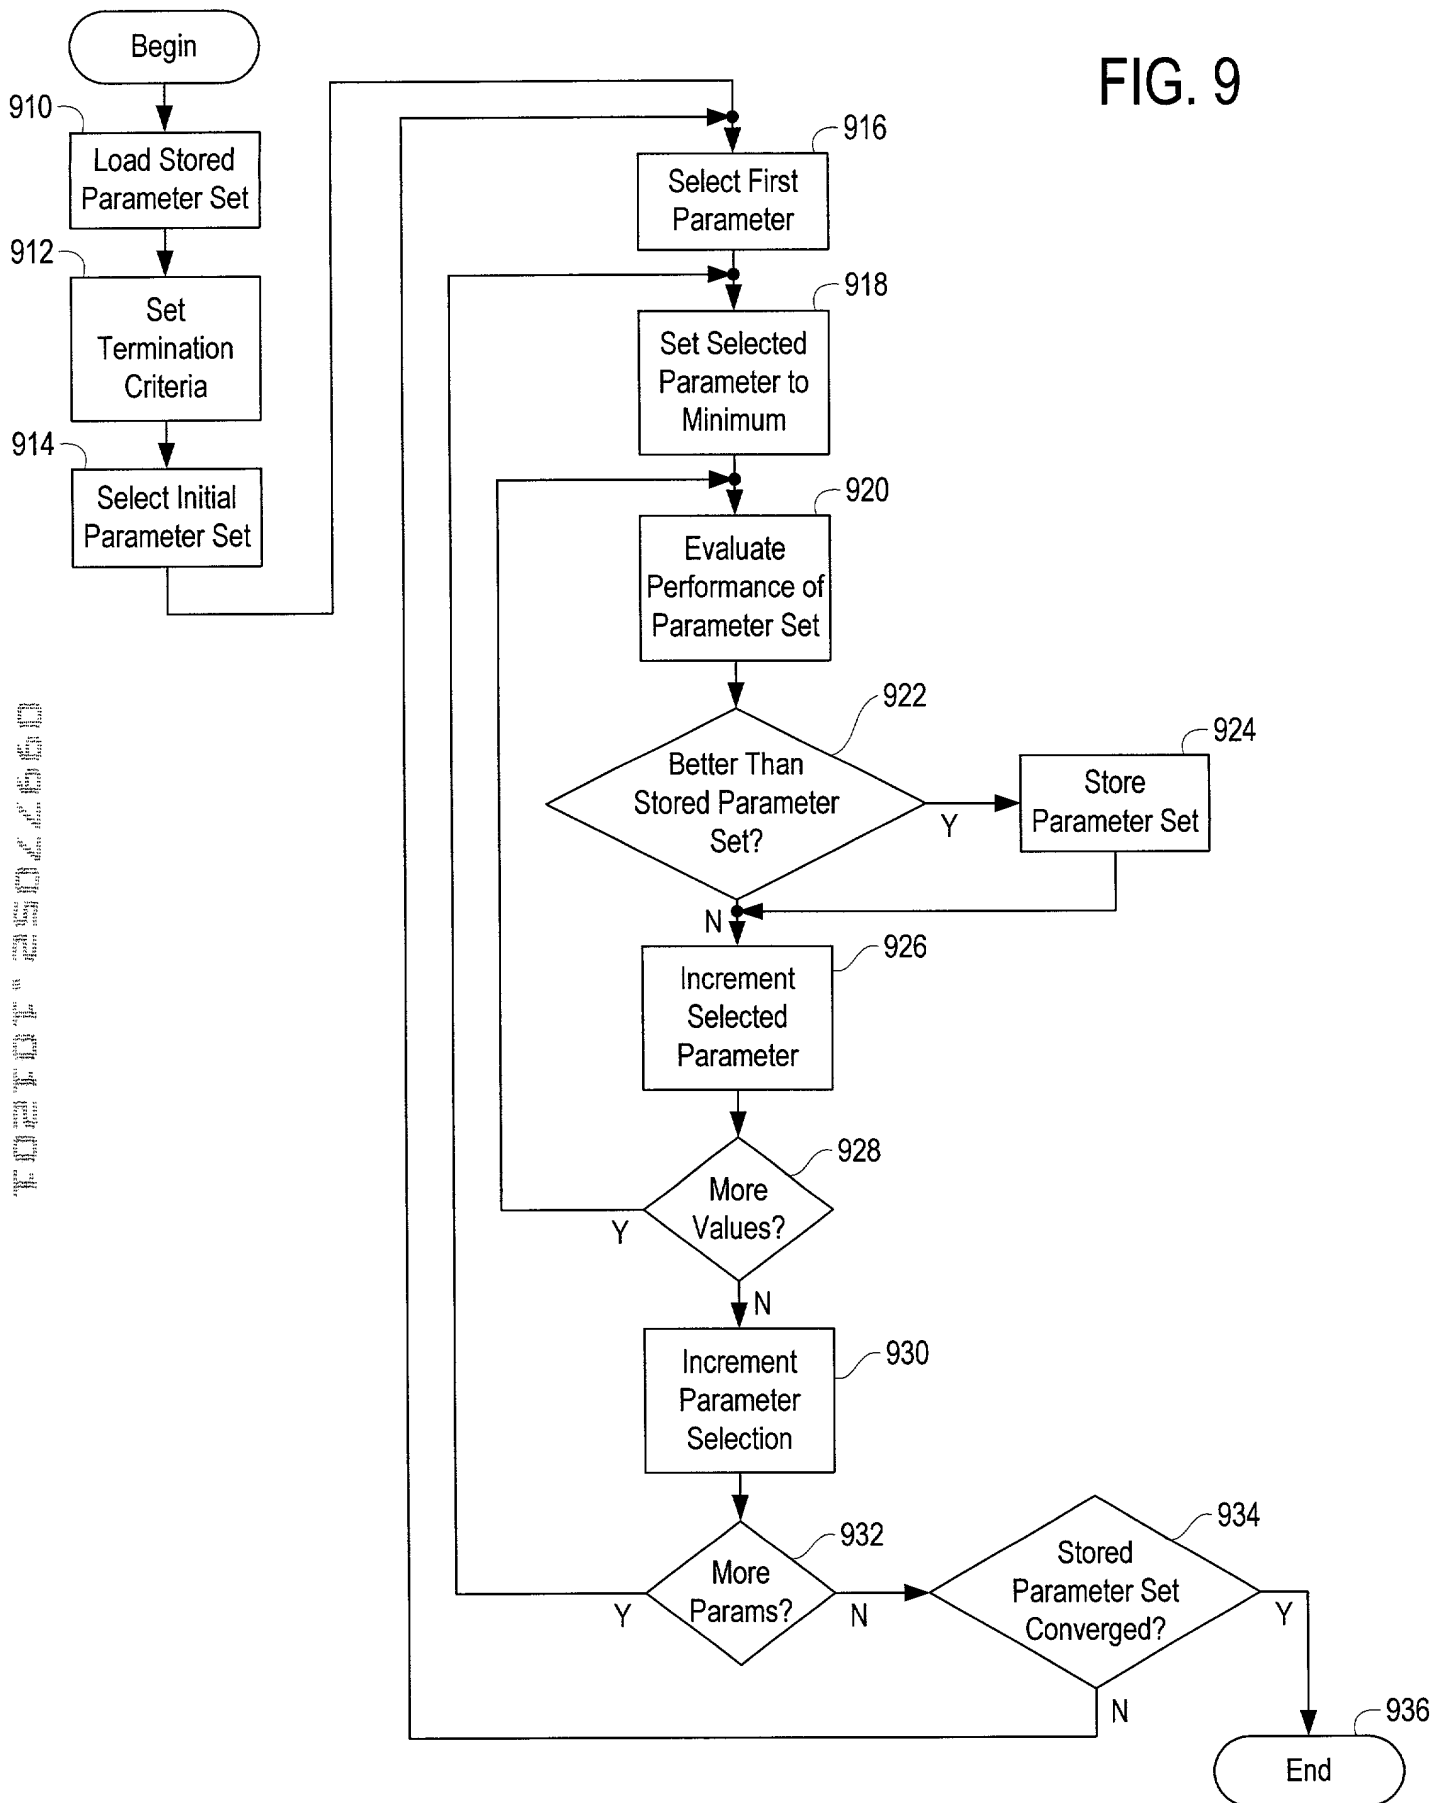 FIG. 9
Begin
910
Load Stored
Parameter Set
912
Set
Termination
Criteria
914
Select Initial
Parameter Set
916
Select First
Parameter
918
Set Selected
Parameter to
Minimum
920
Evaluate
Performance of
Parameter Set
922
Better Than
Stored Parameter
Set?
Y
924
Store
Parameter Set
N
926
Increment
Selected
Parameter
928
More
Values?
Y
N
930
Increment
Parameter
Selection
932
More
Params?
Y
N
934
Stored
Parameter Set
Converged?
Y
N
936
End